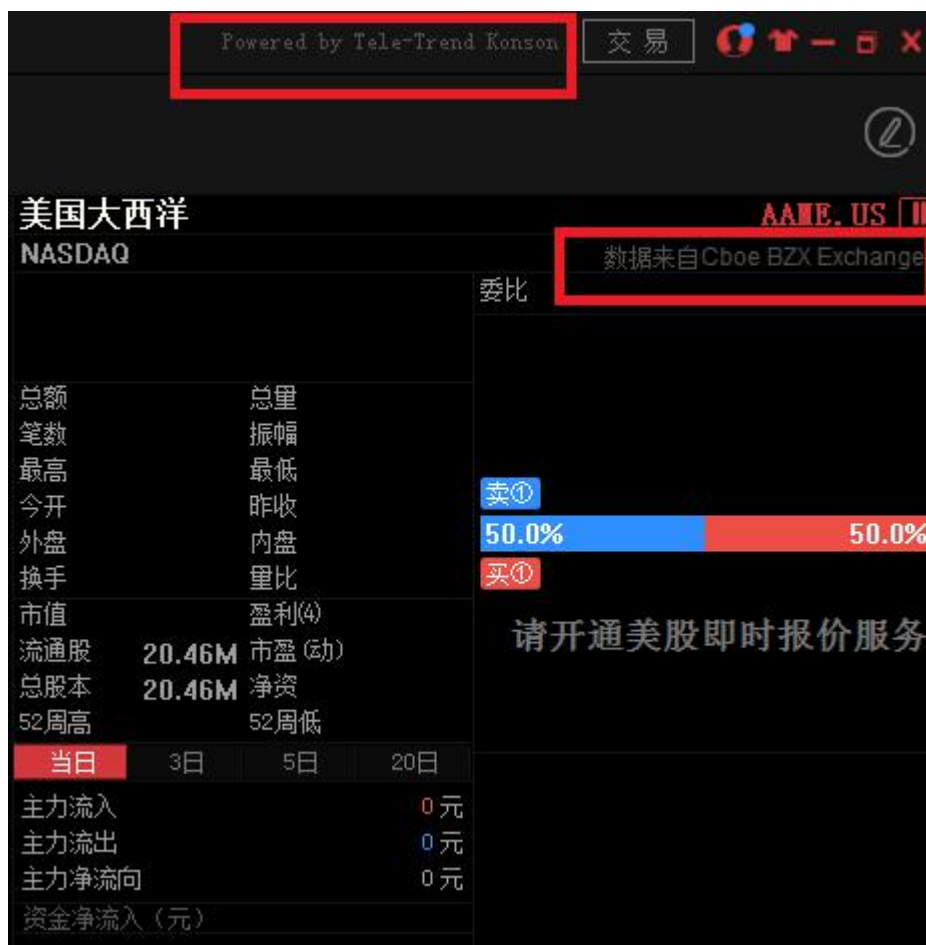 Powered by Tele-Trend Konson 交易
美国大西洋 AAME.US
NASDAQ 数据来自Cboe BZX Exchange
委比
总额 总量
笔数 振幅
最高 最低
卖①
今开 昨收
50.0% 50.0%
外盘 内盘
换手 量比
买①
市值 盈利(4)
请开通美股即时报价服务
流通股 20.46M 市盈(动)
总股本 20.46M 净资
52周高 52周低
当日 3日 5日 20日
主力流入 0元
主力流出 0元
主力净流向 0元
资金净流入（元）